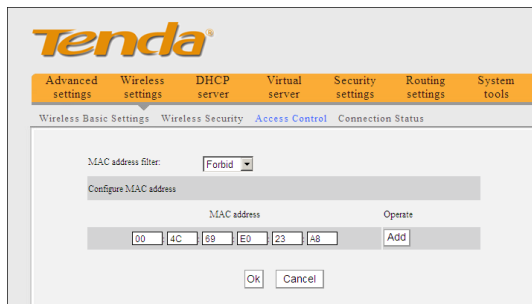 Tenda
Advanced settings Wireless settings DHCP server Virtual server Security settings Routing settings System tools
Wireless Basic Settings Wireless Security Access Control Connection Status
MAC address filter: Forbid
Configure MAC address
MAC address Operate
00 : 4C : 69 : E0 : 23 : A8 Add
Ok Cancel